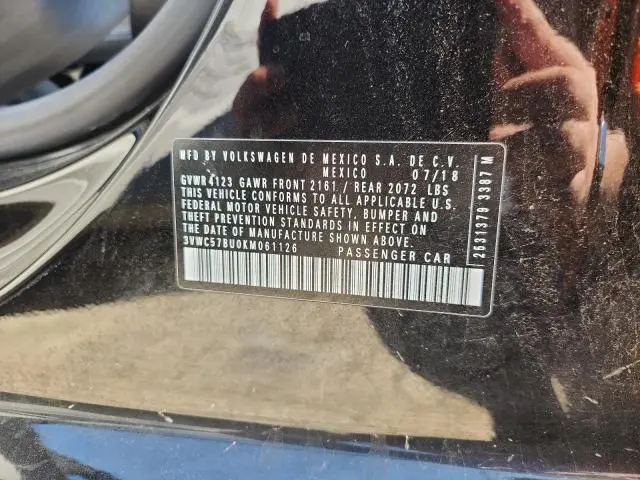 MFD BY VOLKSWAGEN DE MEXICO S.A. DE C.V.
MEXICO 07/18
GVWR 4123 GAWR FRONT 2161 / REAR 2072 LBS
THIS VEHICLE CONFORMS TO ALL APPLICABLE U.S.
FEDERAL MOTOR VEHICLE SAFETY, BUMPER AND
THEFT PREVENTION STANDARDS IN EFFECT ON
THE DATE OF MANUFACTURE SHOWN ABOVE.
3VWC57BU0KM061126 PASSENGER CAR
2631379 3387 M